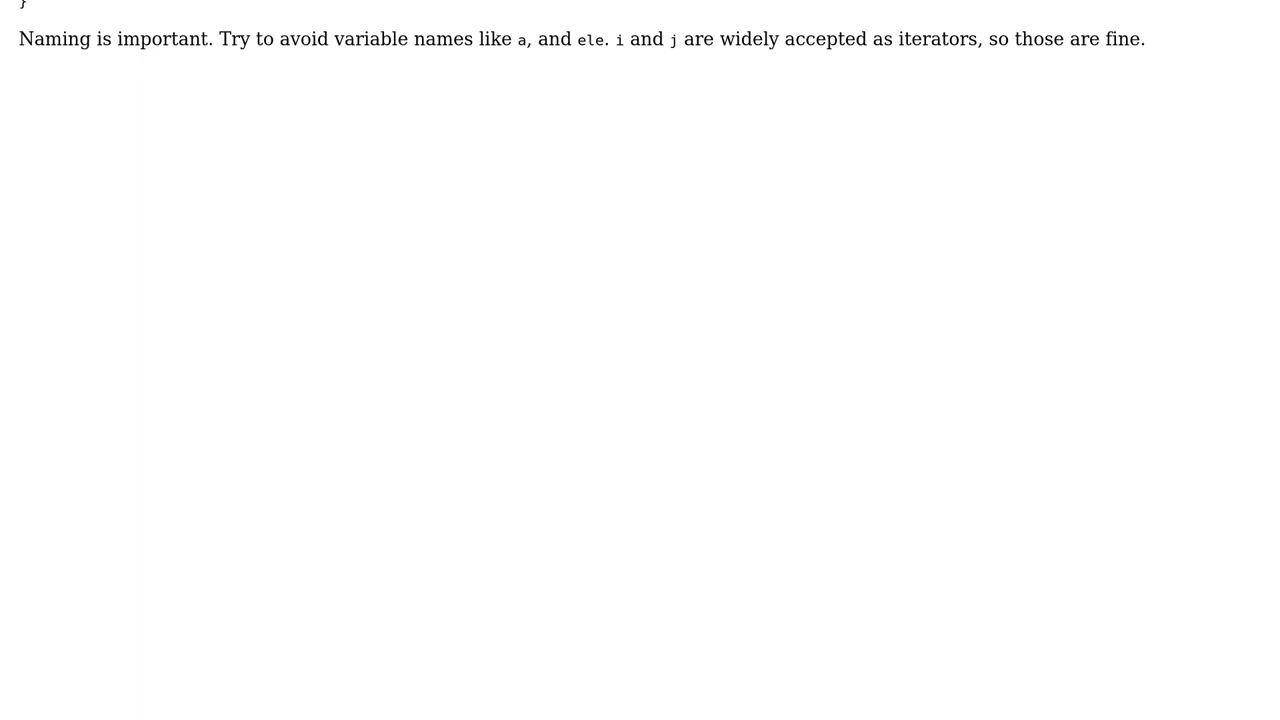 }
Naming is important. Try to avoid variable names like a, and ele. i and j are widely accepted as iterators, so those are fine.